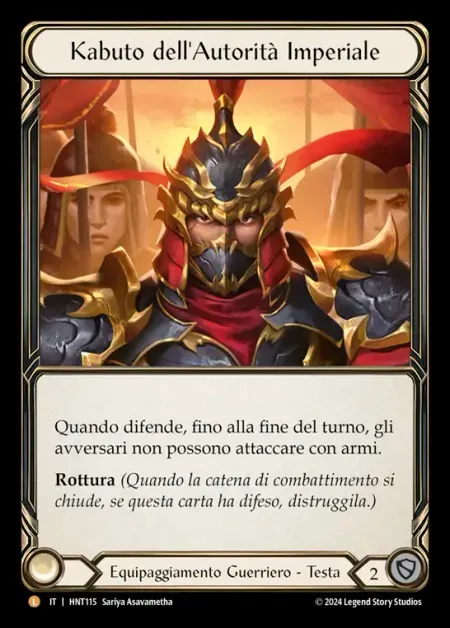 Kabuto dell'Autorità Imperiale
Quando difende, fino alla fine del turno, gli
avversari non possono attaccare con armi.
Rottura (Quando la catena di combattimento si
chiude, se questa carta ha difeso, distruggila.)
Equipaggiamento Guerriero - Testa 2
L IT | HNT115 Sariya Asavametha © 2024 Legend Story Studios